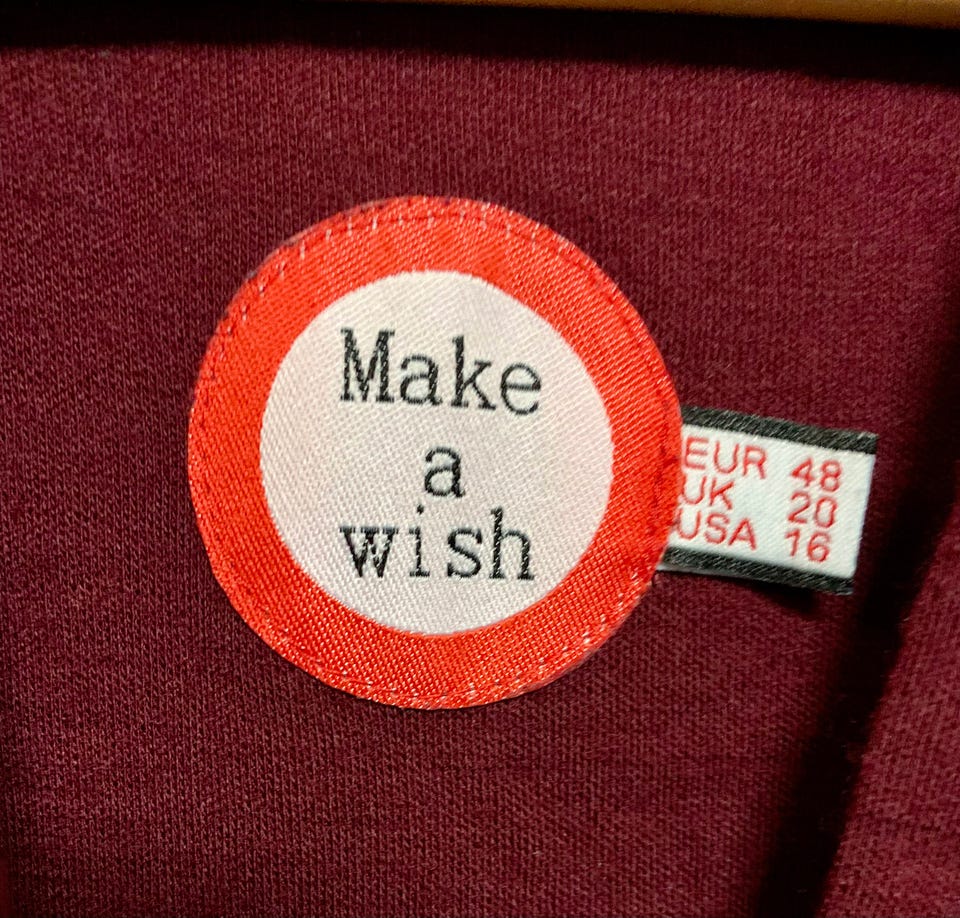 Make
a
wish
EUR 48
UK 20
USA 16